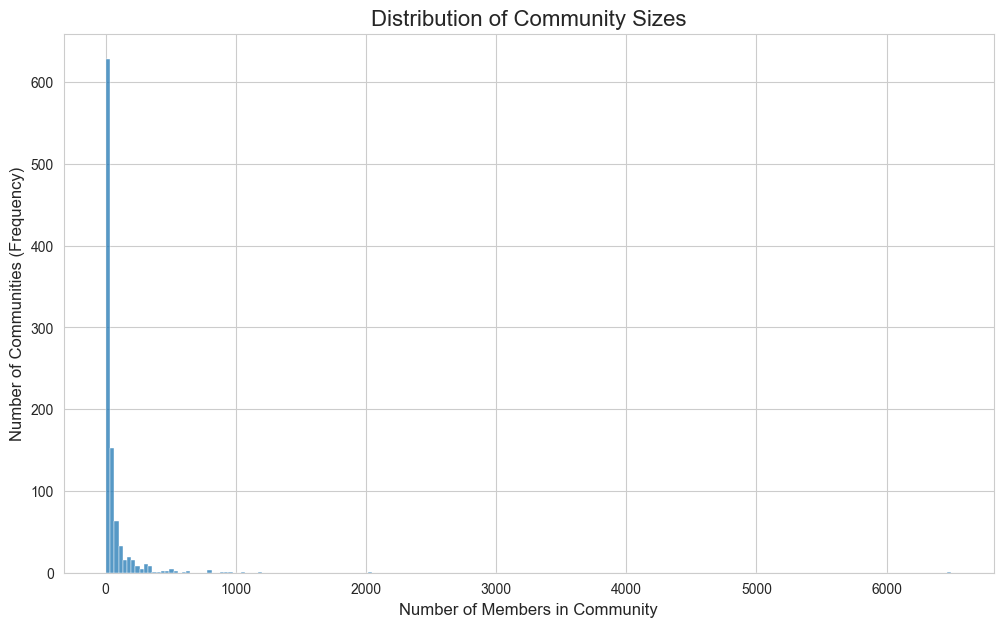 Distribution of Community Sizes
Number of Communities (Frequency)
600
500
400
300
200
100
0
0 1000 2000 3000 4000 5000 6000
Number of Members in Community